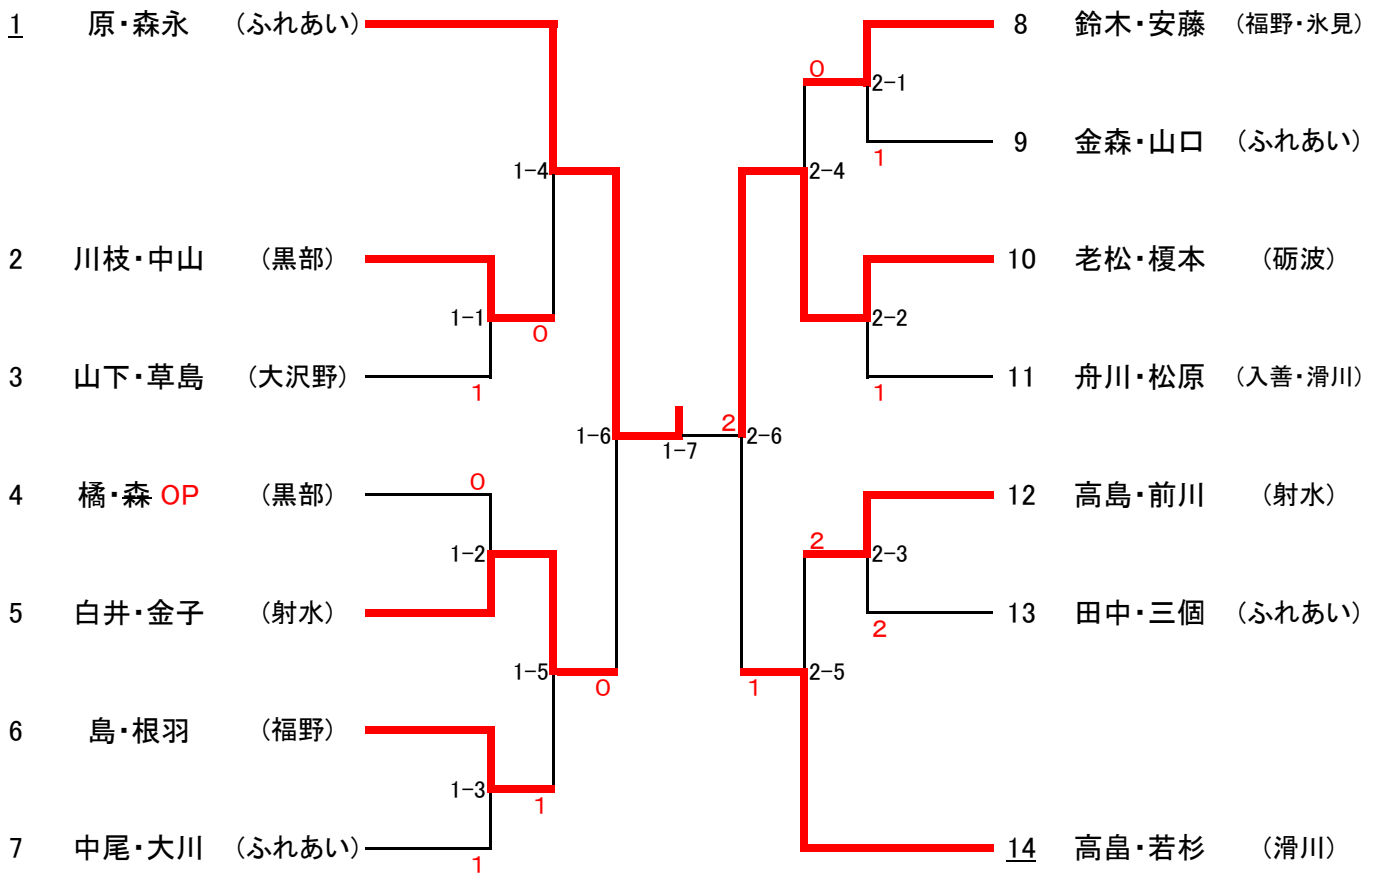 1 原・森永 (ふれあい)
1-4
2 川枝・中山 (黒部)
1-1
0
3 山下・草島 (大沢野)
1
1-6
4 橘・森 OP (黒部)
0
1-2
5 白井・金子 (射水)
1-5
0
6 島・根羽 (福野)
1-3
1
7 中尾・大川 (ふれあい)
1
1-7
8 鈴木・安藤 (福野・氷見)
0
2-1
9 金森・山口 (ふれあい)
1
2-4
10 老松・榎本 (砺波)
2-2
11 舟川・松原 (入善・滑川)
1
2
2-6
12 高島・前川 (射水)
2
2-3
13 田中・三個 (ふれあい)
2
2-5
1
14 高畠・若杉 (滑川)